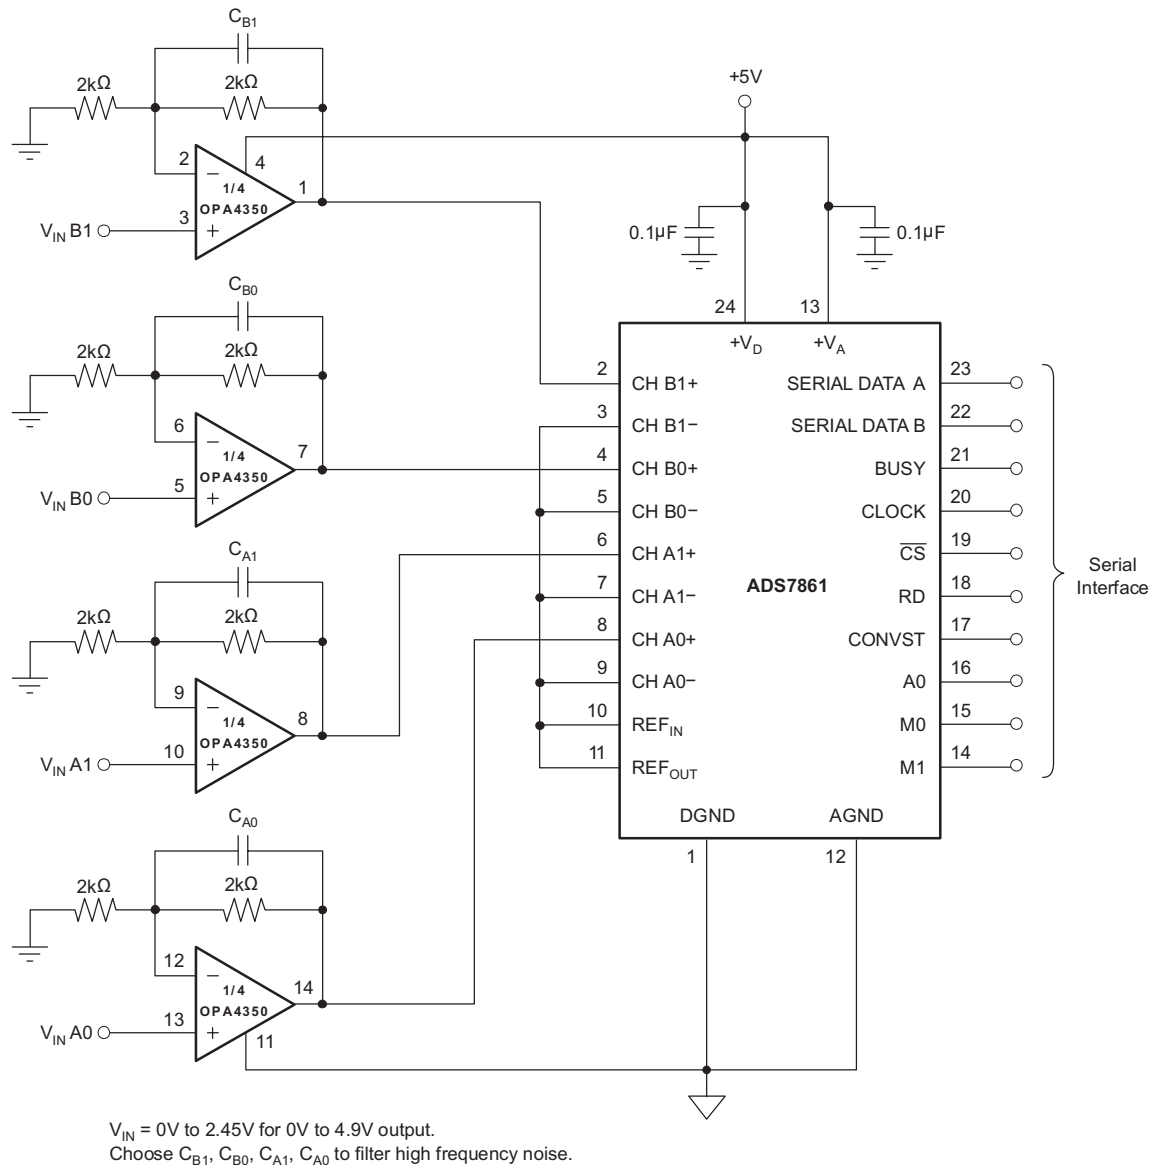 C_B1
2kΩ
2kΩ
2
4
−
1/4
1
OPA4350
3
+
V_IN B1
+5V
0.1µF
0.1µF
C_B0
2kΩ
2kΩ
6
−
1/4
7
OPA4350
5
+
V_IN B0
C_A1
2kΩ
2kΩ
9
−
1/4
8
OPA4350
10
+
V_IN A1
C_A0
2kΩ
2kΩ
12
−
1/4
14
OPA4350
13
+
11
V_IN A0
24
13
+V_D
+V_A
2
CH B1+
3
CH B1−
4
CH B0+
5
CH B0−
6
CH A1+
7
CH A1−
8
CH A0+
9
CH A0−
10
REF_IN
11
REF_OUT
ADS7861
SERIAL DATA A
23
SERIAL DATA B
22
BUSY
21
CLOCK
20
C̅S̅
19
RD
18
CONVST
17
A0
16
M0
15
M1
14
DGND
AGND
1
12
Serial
Interface
V_IN = 0V to 2.45V for 0V to 4.9V output.
Choose C_B1, C_B0, C_A1, C_A0 to filter high frequency noise.